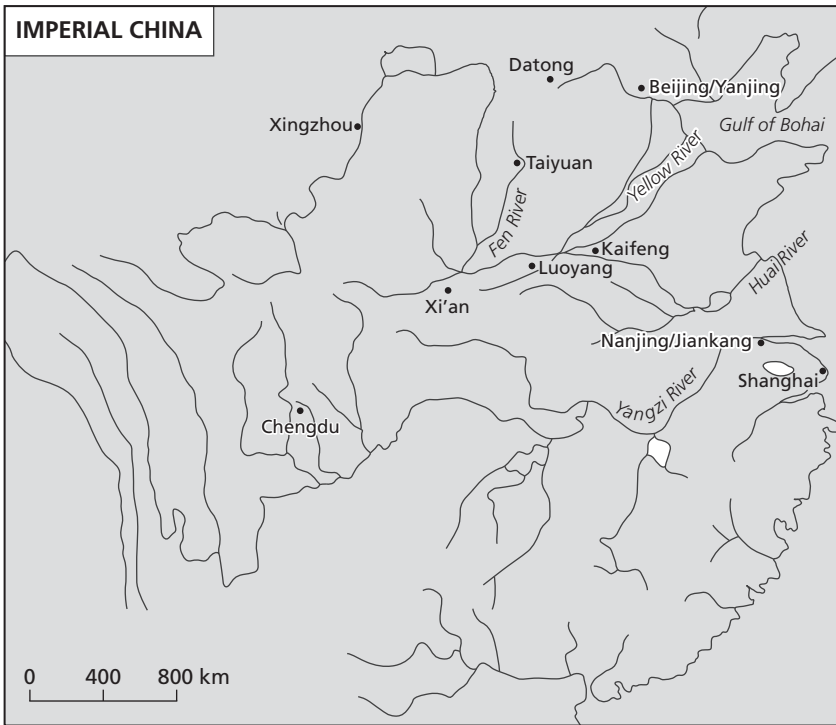 IMPERIAL CHINA
Datong
Beijing/Yanjing
Xingzhou
Gulf of Bohai
Taiyuan
Yellow River
Fen River
Kaifeng
Luoyang
Huai River
Xi'an
Nanjing/Jiankang
Shanghai
Yangzi River
Chengdu
0 400 800 km